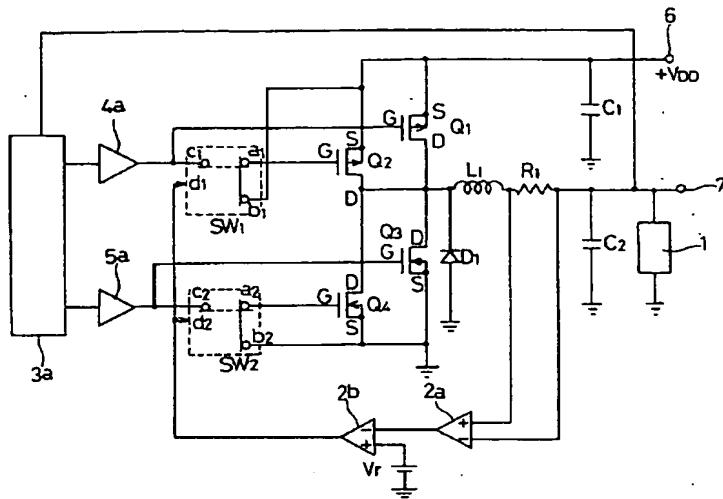 6
+VDD
4a
S
G
Q1
D
C1
c1
a1
G
S
Q2
d1
b1
SW1
D
L1
R1
7
5a
Q3
D
G
S
D1
C2
1
c2
a2
D
G
Q4
S
d2
b2
SW2
3a
2b
2a
−
+
+
−
Vr